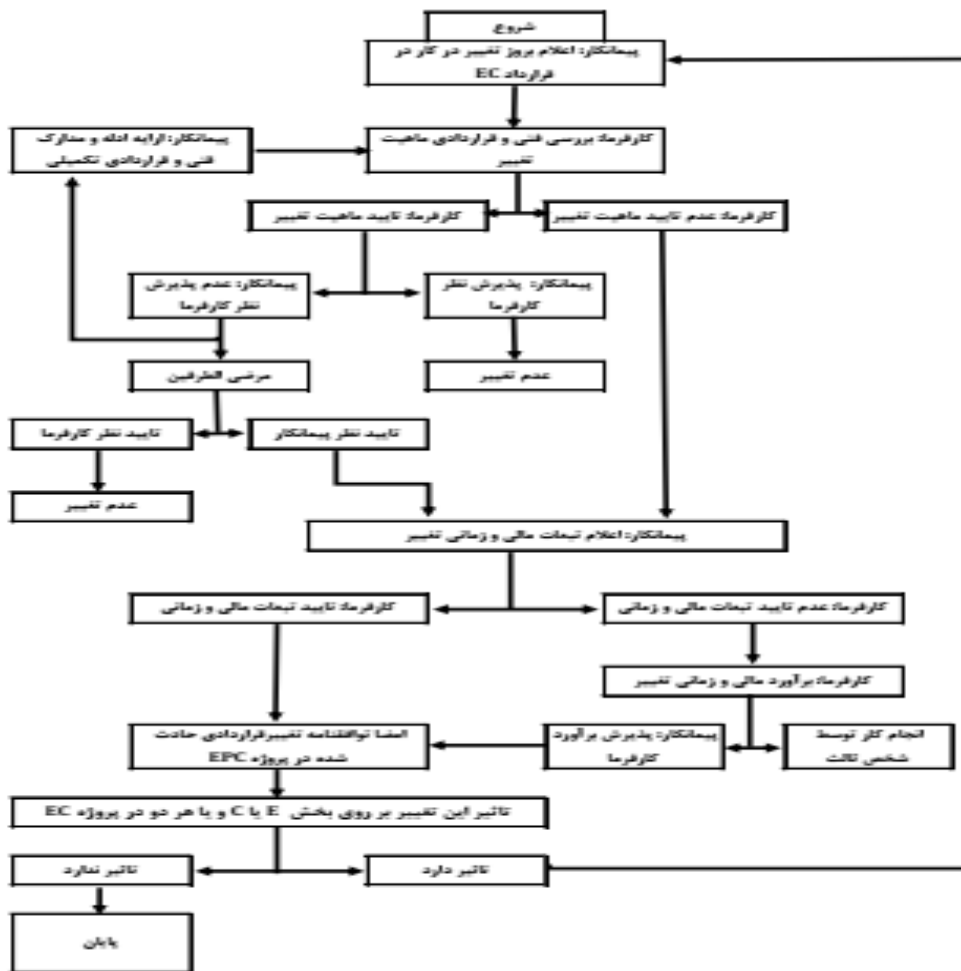 شروع
پیمانکار: اعلام بروز تغییر در کار در
قرارداد EC
کارفرما: بررسی فنی و قراردادی ماهیت
تغییر
پیمانکار: ارایه ادله و مدارک
فنی و قراردادی تکمیلی
کارفرما: عدم تایید ماهیت تغییر
کارفرما: تایید ماهیت تغییر
پیمانکار: پذیرش نظر
کارفرما
پیمانکار: عدم پذیرش
نظر کارفرما
عدم تغییر
مرضی الطرفین
تایید نظر پیمانکار
تایید نظر کارفرما
عدم تغییر
پیمانکار: اعلام تبعات مالی و زمانی تغییر
کارفرما: عدم تایید تبعات مالی و زمانی
کارفرما: تایید تبعات مالی و زمانی
کارفرما: برآورد مالی و زمانی تغییر
انجام کار توسط
شخص ثالث
پیمانکار: پذیرش برآورد
کارفرما
امضا توافقنامه تغییرقراردادی حادث
شده در پروژه EPC
تاثیر این تغییر بر روی بخش E یا C و یا هر دو در پروژه EC
تاثیر دارد
تاثیر ندارد
پایان